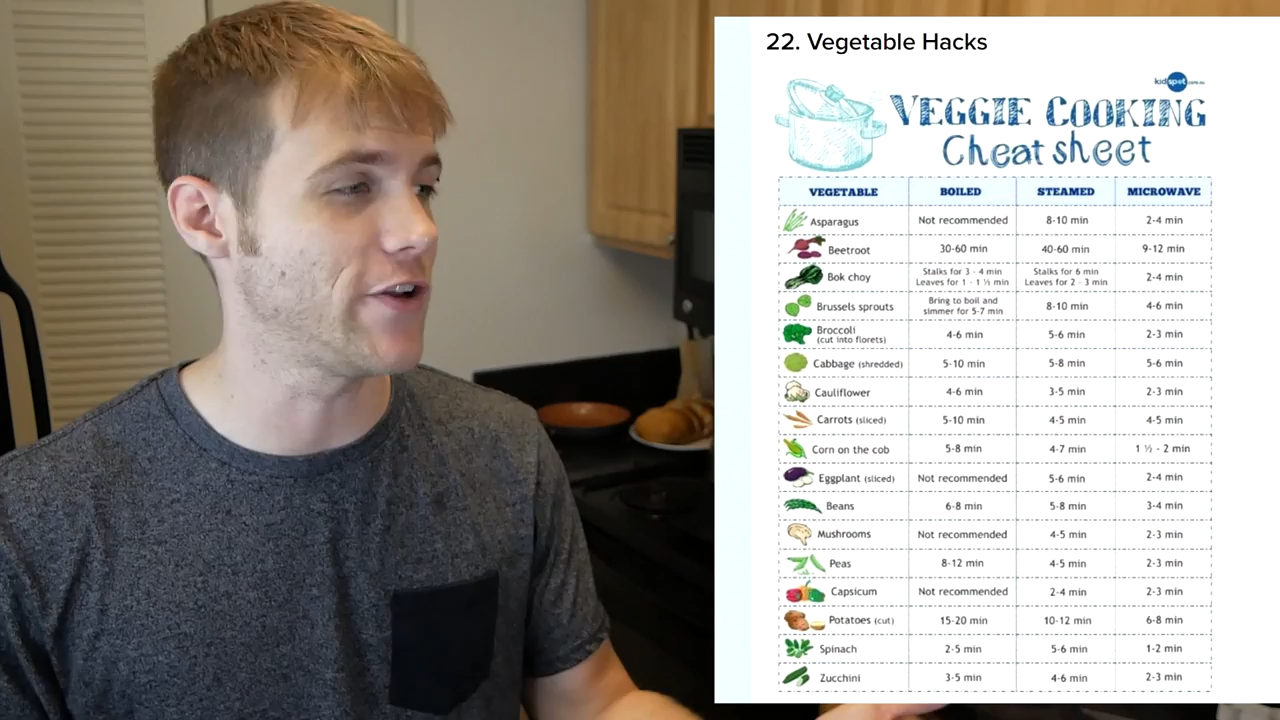 22. Vegetable Hacks
kidspot.com.au
VEGGIE COOKING
Cheat sheet
VEGETABLE BOILED STEAMED MICROWAVE
Asparagus Not recommended 8-10 min 2-4 min
Beetroot 30-60 min 40-60 min 9-12 min
Bok choy Stalks for 3 - 4 min Leaves for 1 - 1 ½ min Stalks for 6 min Leaves for 2 - 3 min 2-4 min
Brussels sprouts Bring to boil and simmer for 5-7 min 8-10 min 4-6 min
Broccoli (cut into florets) 4-6 min 5-6 min 2-3 min
Cabbage (shredded) 5-10 min 5-8 min 5-6 min
Cauliflower 4-6 min 3-5 min 2-3 min
Carrots (sliced) 5-10 min 4-5 min 4-5 min
Corn on the cob 5-8 min 4-7 min 1 ½ - 2 min
Eggplant (sliced) Not recommended 5-6 min 2-4 min
Beans 6-8 min 5-8 min 3-4 min
Mushrooms Not recommended 4-5 min 2-3 min
Peas 8-12 min 4-5 min 2-3 min
Capsicum Not recommended 2-4 min 2-3 min
Potatoes (cut) 15-20 min 10-12 min 6-8 min
Spinach 2-5 min 5-6 min 1-2 min
Zucchini 3-5 min 4-6 min 2-3 min